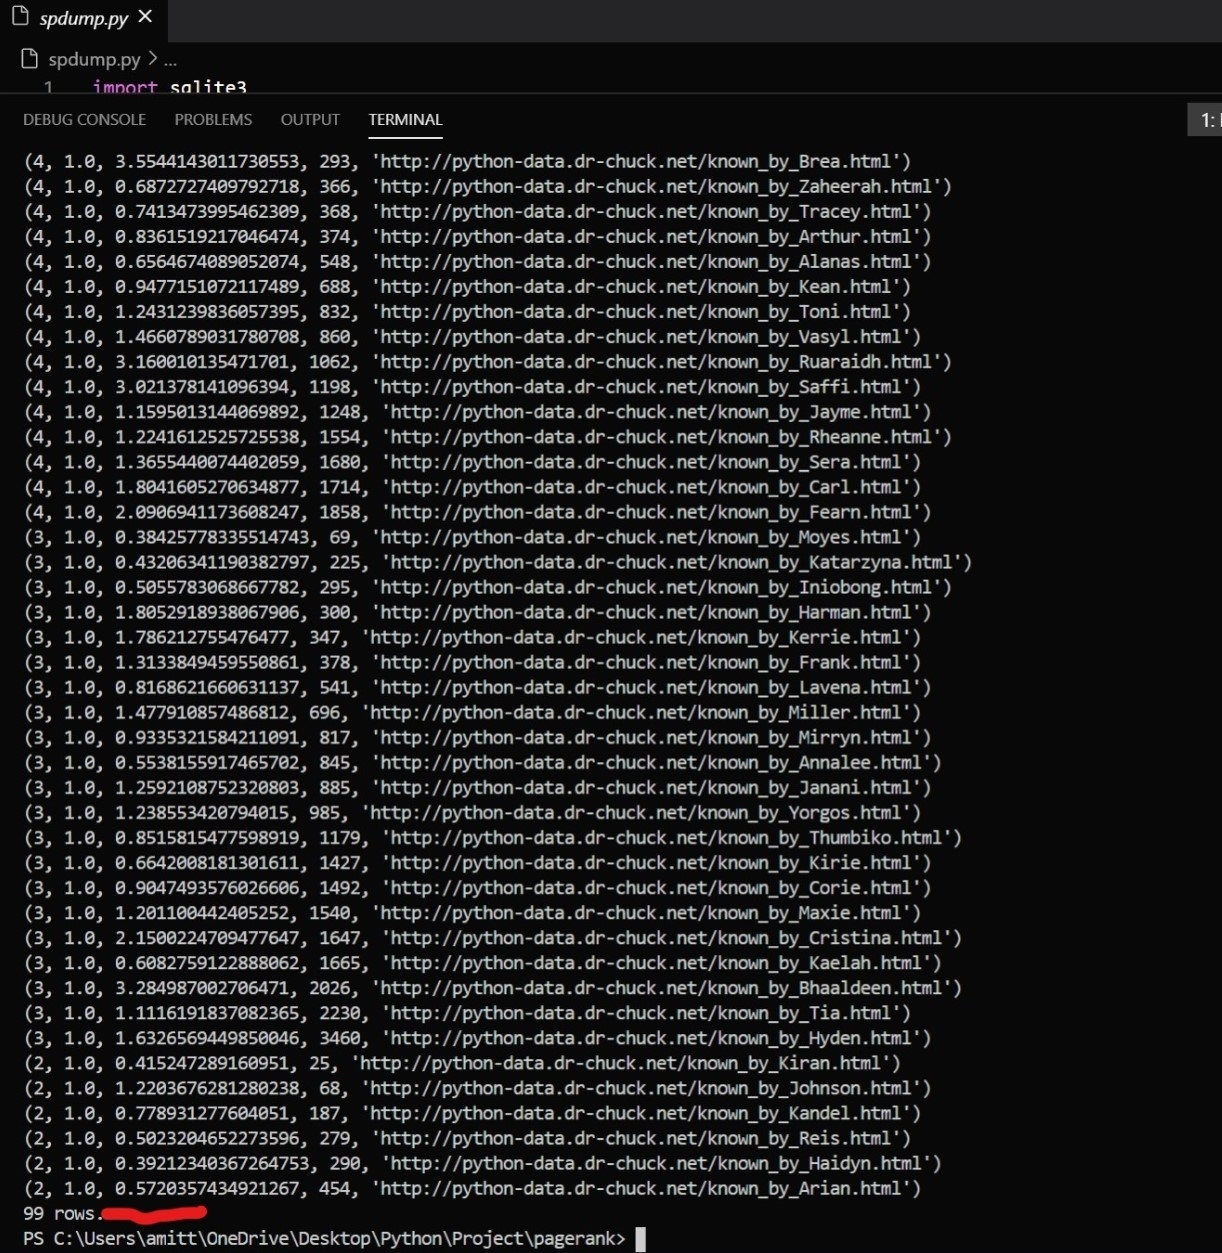 spdump.py ×
spdump.py > ...
1 import sqlite3
DEBUG CONSOLE PROBLEMS OUTPUT TERMINAL 1:
(4, 1.0, 3.5544143011730553, 293, 'http://python-data.dr-chuck.net/known_by_Brea.html')
(4, 1.0, 0.6872727409792718, 366, 'http://python-data.dr-chuck.net/known_by_Zaheerah.html')
(4, 1.0, 0.7413473995462309, 368, 'http://python-data.dr-chuck.net/known_by_Tracey.html')
(4, 1.0, 0.8361519217046474, 374, 'http://python-data.dr-chuck.net/known_by_Arthur.html')
(4, 1.0, 0.6564674089052074, 548, 'http://python-data.dr-chuck.net/known_by_Alanas.html')
(4, 1.0, 0.9477151072117489, 688, 'http://python-data.dr-chuck.net/known_by_Kean.html')
(4, 1.0, 1.2431239836057395, 832, 'http://python-data.dr-chuck.net/known_by_Toni.html')
(4, 1.0, 1.4660789031780708, 860, 'http://python-data.dr-chuck.net/known_by_Vasyl.html')
(4, 1.0, 3.160010135471701, 1062, 'http://python-data.dr-chuck.net/known_by_Ruaraidh.html')
(4, 1.0, 3.021378141096394, 1198, 'http://python-data.dr-chuck.net/known_by_Saffi.html')
(4, 1.0, 1.1595013144069892, 1248, 'http://python-data.dr-chuck.net/known_by_Jayme.html')
(4, 1.0, 1.2241612525725538, 1554, 'http://python-data.dr-chuck.net/known_by_Rheanne.html')
(4, 1.0, 1.3655440074402059, 1680, 'http://python-data.dr-chuck.net/known_by_Sera.html')
(4, 1.0, 1.8041605270634877, 1714, 'http://python-data.dr-chuck.net/known_by_Carl.html')
(4, 1.0, 2.0906941173608247, 1858, 'http://python-data.dr-chuck.net/known_by_Fearn.html')
(3, 1.0, 0.38425778335514743, 69, 'http://python-data.dr-chuck.net/known_by_Moyes.html')
(3, 1.0, 0.43206341190382797, 225, 'http://python-data.dr-chuck.net/known_by_Katarzyna.html')
(3, 1.0, 0.5055783068667782, 295, 'http://python-data.dr-chuck.net/known_by_Iniobong.html')
(3, 1.0, 1.8052918938067906, 300, 'http://python-data.dr-chuck.net/known_by_Harman.html')
(3, 1.0, 1.786212755476477, 347, 'http://python-data.dr-chuck.net/known_by_Kerrie.html')
(3, 1.0, 1.3133849459550861, 378, 'http://python-data.dr-chuck.net/known_by_Frank.html')
(3, 1.0, 0.8168621660631137, 541, 'http://python-data.dr-chuck.net/known_by_Lavena.html')
(3, 1.0, 1.477910857486812, 696, 'http://python-data.dr-chuck.net/known_by_Miller.html')
(3, 1.0, 0.9335321584211091, 817, 'http://python-data.dr-chuck.net/known_by_Mirryn.html')
(3, 1.0, 0.5538155917465702, 845, 'http://python-data.dr-chuck.net/known_by_Annalee.html')
(3, 1.0, 1.2592108752320803, 885, 'http://python-data.dr-chuck.net/known_by_Janani.html')
(3, 1.0, 1.238553420794015, 985, 'http://python-data.dr-chuck.net/known_by_Yorgos.html')
(3, 1.0, 0.8515815477598919, 1179, 'http://python-data.dr-chuck.net/known_by_Thumbiko.html')
(3, 1.0, 0.6642008181301611, 1427, 'http://python-data.dr-chuck.net/known_by_Kirie.html')
(3, 1.0, 0.9047493576026606, 1492, 'http://python-data.dr-chuck.net/known_by_Corie.html')
(3, 1.0, 1.201100442405252, 1540, 'http://python-data.dr-chuck.net/known_by_Maxie.html')
(3, 1.0, 2.1500224709477647, 1647, 'http://python-data.dr-chuck.net/known_by_Cristina.html')
(3, 1.0, 0.6082759122888062, 1665, 'http://python-data.dr-chuck.net/known_by_Kaelah.html')
(3, 1.0, 3.284987002706471, 2026, 'http://python-data.dr-chuck.net/known_by_Bhaaldeen.html')
(3, 1.0, 1.1116191837082365, 2230, 'http://python-data.dr-chuck.net/known_by_Tia.html')
(3, 1.0, 1.6326569449850046, 3460, 'http://python-data.dr-chuck.net/known_by_Hyden.html')
(2, 1.0, 0.415247289160951, 25, 'http://python-data.dr-chuck.net/known_by_Kiran.html')
(2, 1.0, 1.2203676281280238, 68, 'http://python-data.dr-chuck.net/known_by_Johnson.html')
(2, 1.0, 0.778931277604051, 187, 'http://python-data.dr-chuck.net/known_by_Kandel.html')
(2, 1.0, 0.5023204652273596, 279, 'http://python-data.dr-chuck.net/known_by_Reis.html')
(2, 1.0, 0.39212340367264753, 290, 'http://python-data.dr-chuck.net/known_by_Haidyn.html')
(2, 1.0, 0.5720357434921267, 454, 'http://python-data.dr-chuck.net/known_by_Arian.html')
99 rows.
PS C:\Users\amitt\OneDrive\Desktop\Python\Project\pagerank>